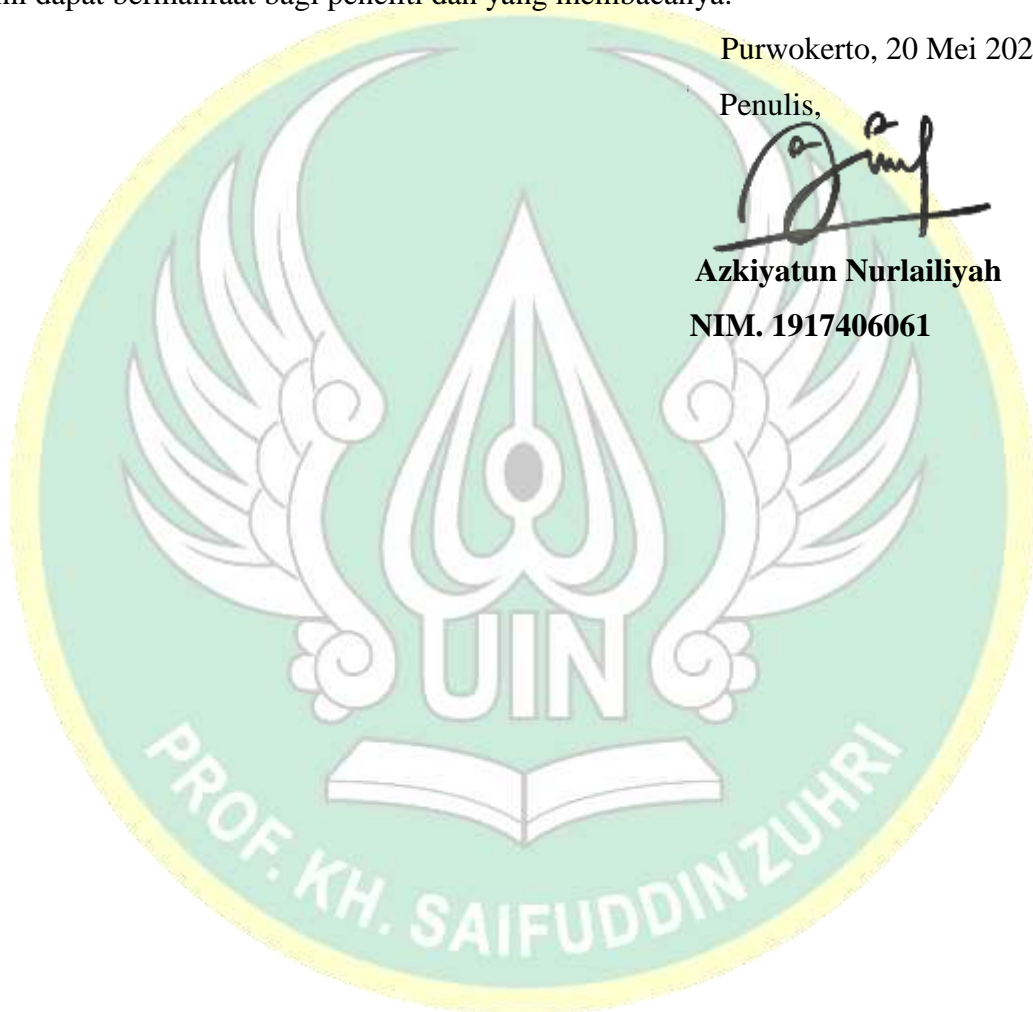 dapat bermanfaat bagi peneliti dan yang membacanya.
Purwokerto, 20 Mei 202
Penulis,
Azkiyatun Nurlailiyah
NIM. 1917406061
UIN
PROF. KH. SAIFUDDIN ZUHRI